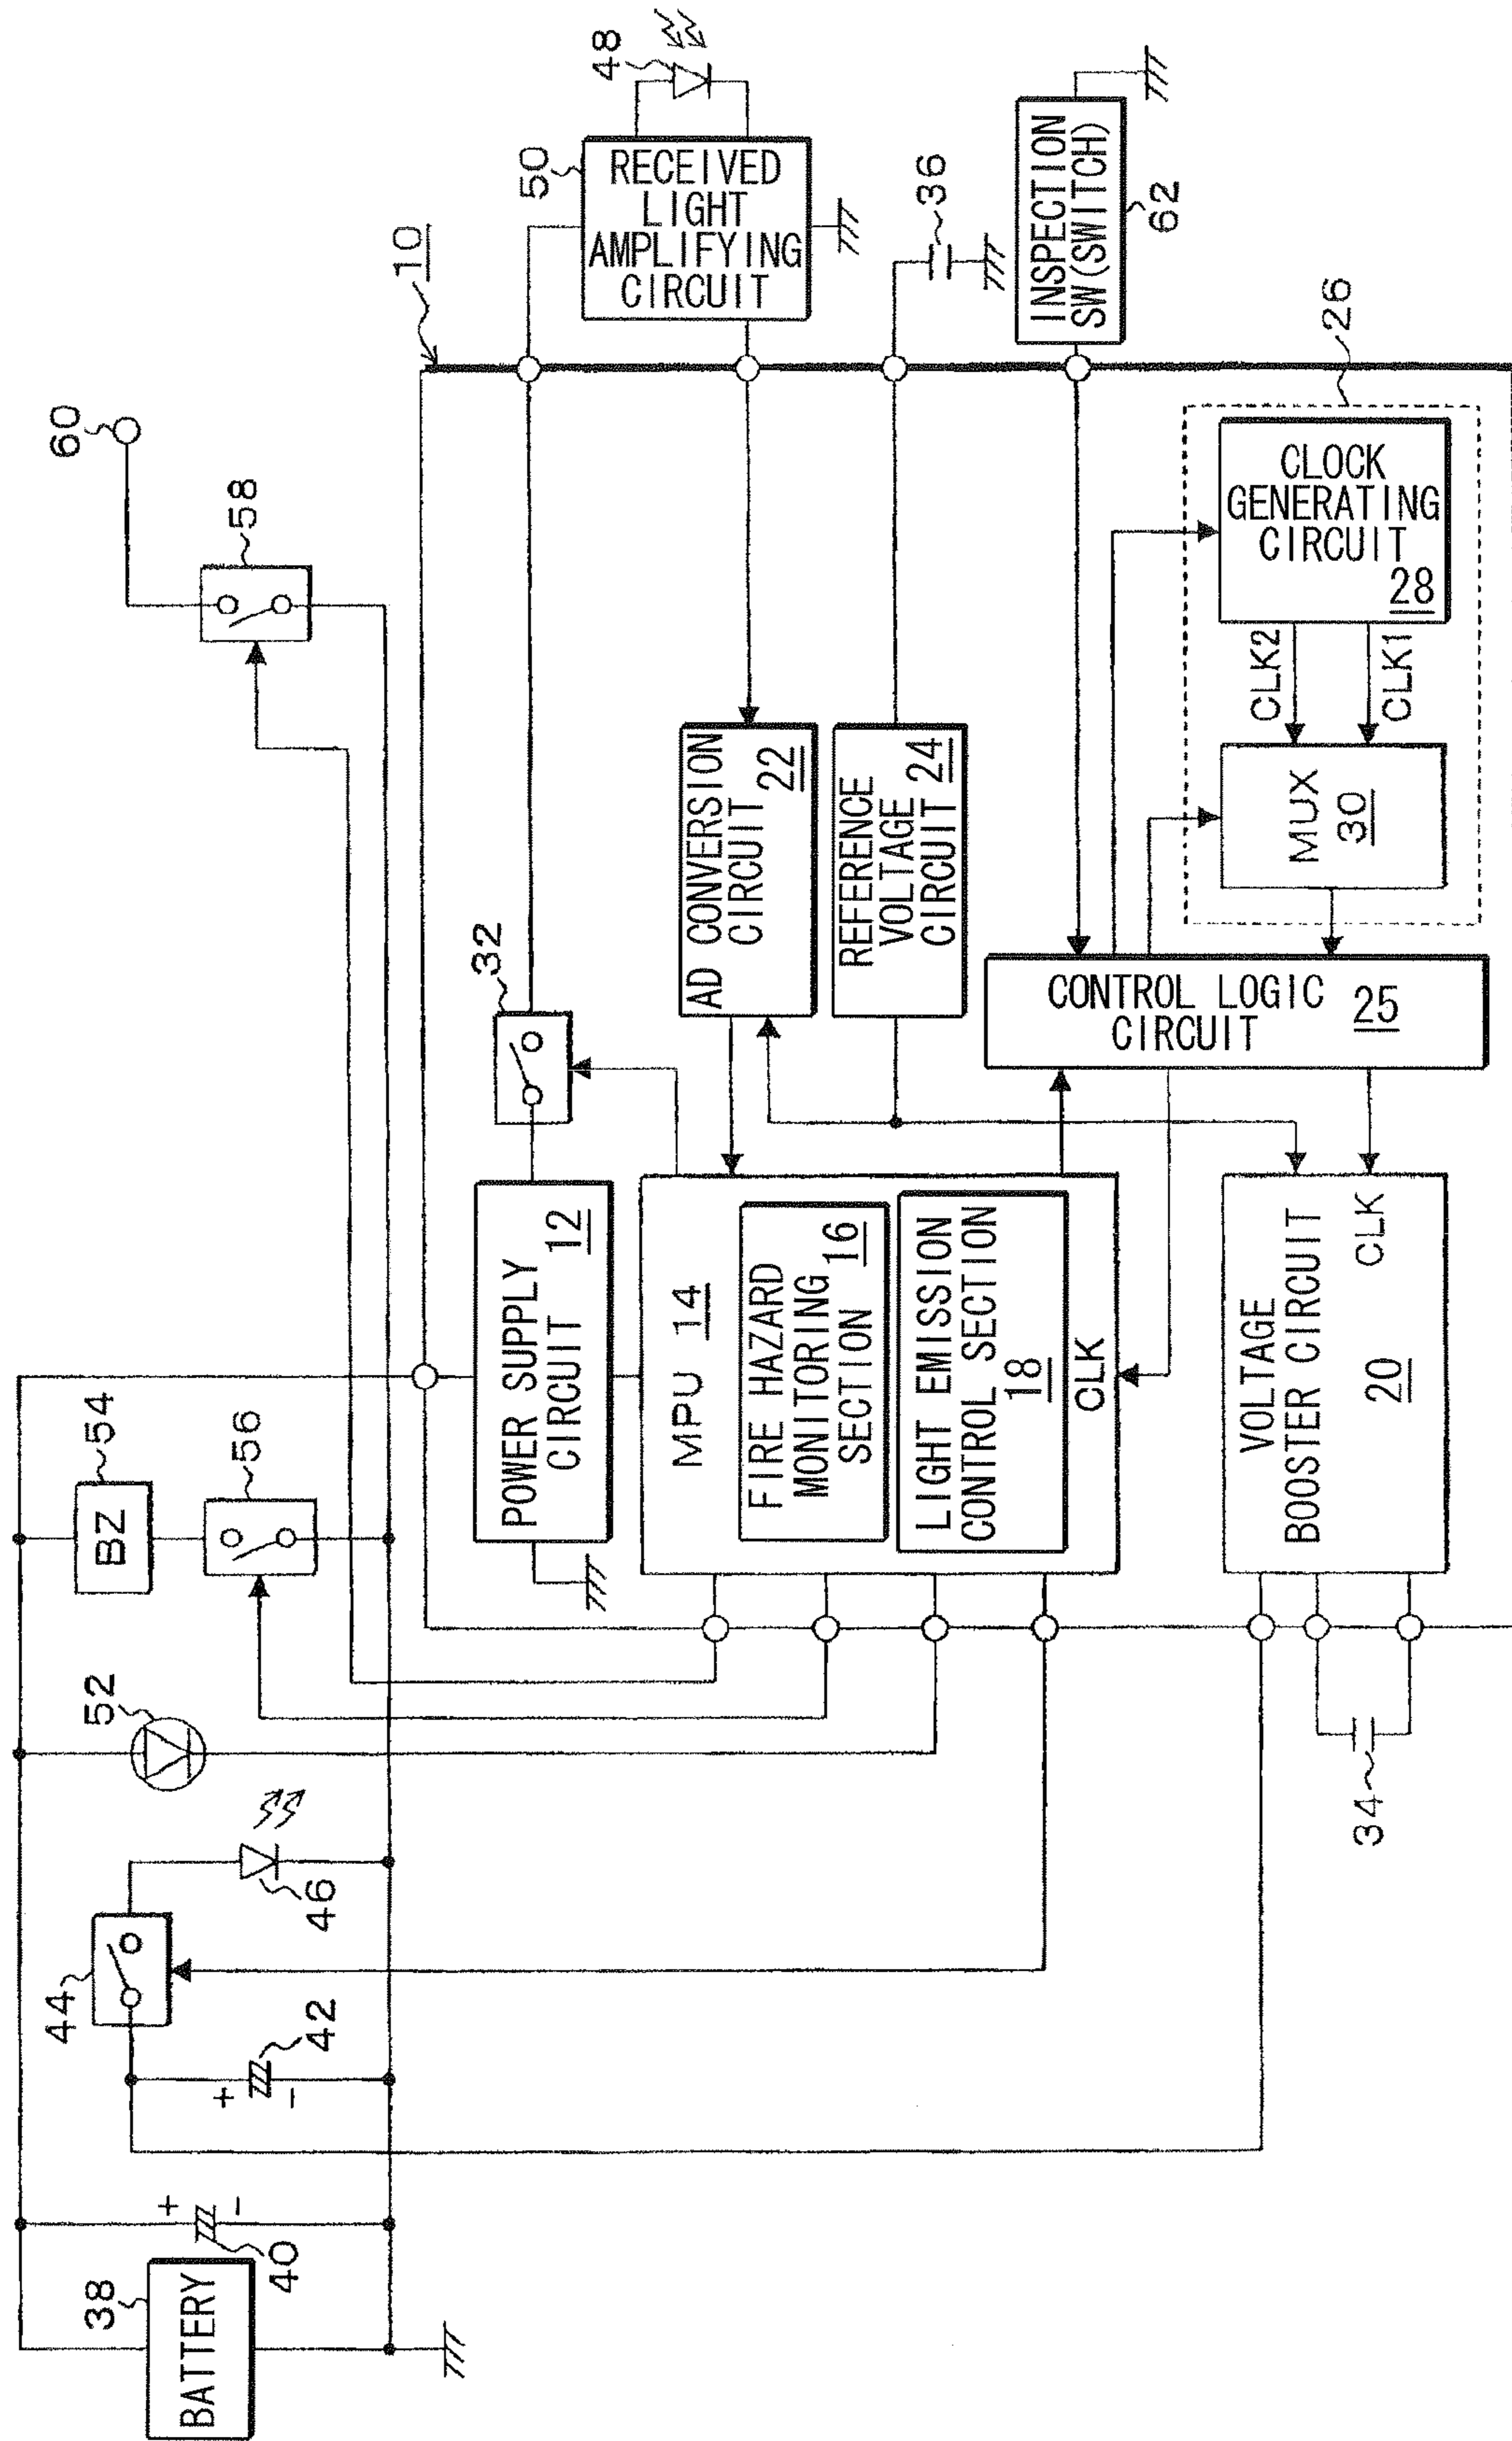 BATTERY
38
40
+
−
42
+
−
44
46
52
BZ
54
56
58
60
10
POWER SUPPLY
CIRCUIT 12
32
MPU 14
FIRE HAZARD
MONITORING
SECTION 16
LIGHT EMISSION
CONTROL SECTION
18
CLK
AD CONVERSION
CIRCUIT 22
REFERENCE
VOLTAGE
CIRCUIT 24
50
RECEIVED
LIGHT
AMPLIFYING
CIRCUIT
48
36
INSPECTION
SW(SWITCH)
62
VOLTAGE
BOOSTER CIRCUIT
20
CLK
34
CONTROL LOGIC
CIRCUIT 25
26
MUX
30
CLK2
CLK1
CLOCK
GENERATING
CIRCUIT
28